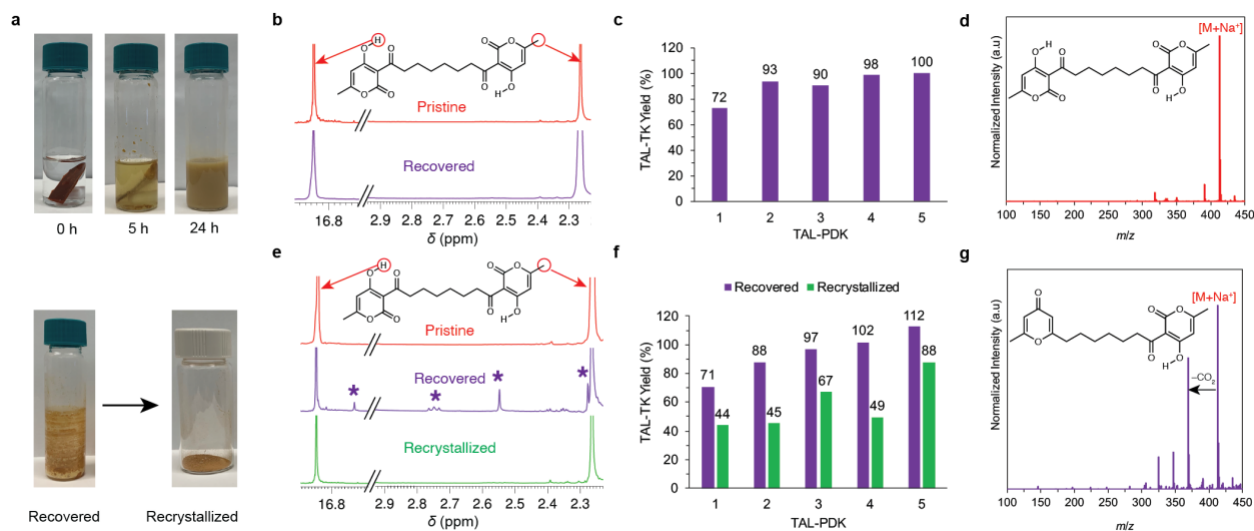 a
0 h
5 h
24 h
Recovered
Recrystallized
b
Pristine
Recovered
16.8 2.9 2.8 2.7 2.6 2.5 2.4 2.3
δ (ppm)
H
O O O O
O O O O
H
c
TAL-TK Yield (%)
120
100
80
60
40
20
0
72 93 90 98 100
1 2 3 4 5
TAL-PDK
d
[M+Na⁺]
Normalized Intensity (a.u)
H
O O O O
O O O O
H
100 150 200 250 300 350 400 450
m/z
e
Pristine
Recovered
* * * *
Recrystallized
16.8 2.9 2.8 2.7 2.6 2.5 2.4 2.3
δ (ppm)
H
O O O O
O O O O
H
f
Recovered Recrystallized
TAL-TK Yield (%)
120
100
80
60
40
20
0
71 88 97 102 112
44 45 67 49 88
1 2 3 4 5
TAL-PDK
g
[M+Na⁺]
–CO₂
Normalized Intensity (a.u)
O O O
O O O
H
100 150 200 250 300 350 400 450
m/z